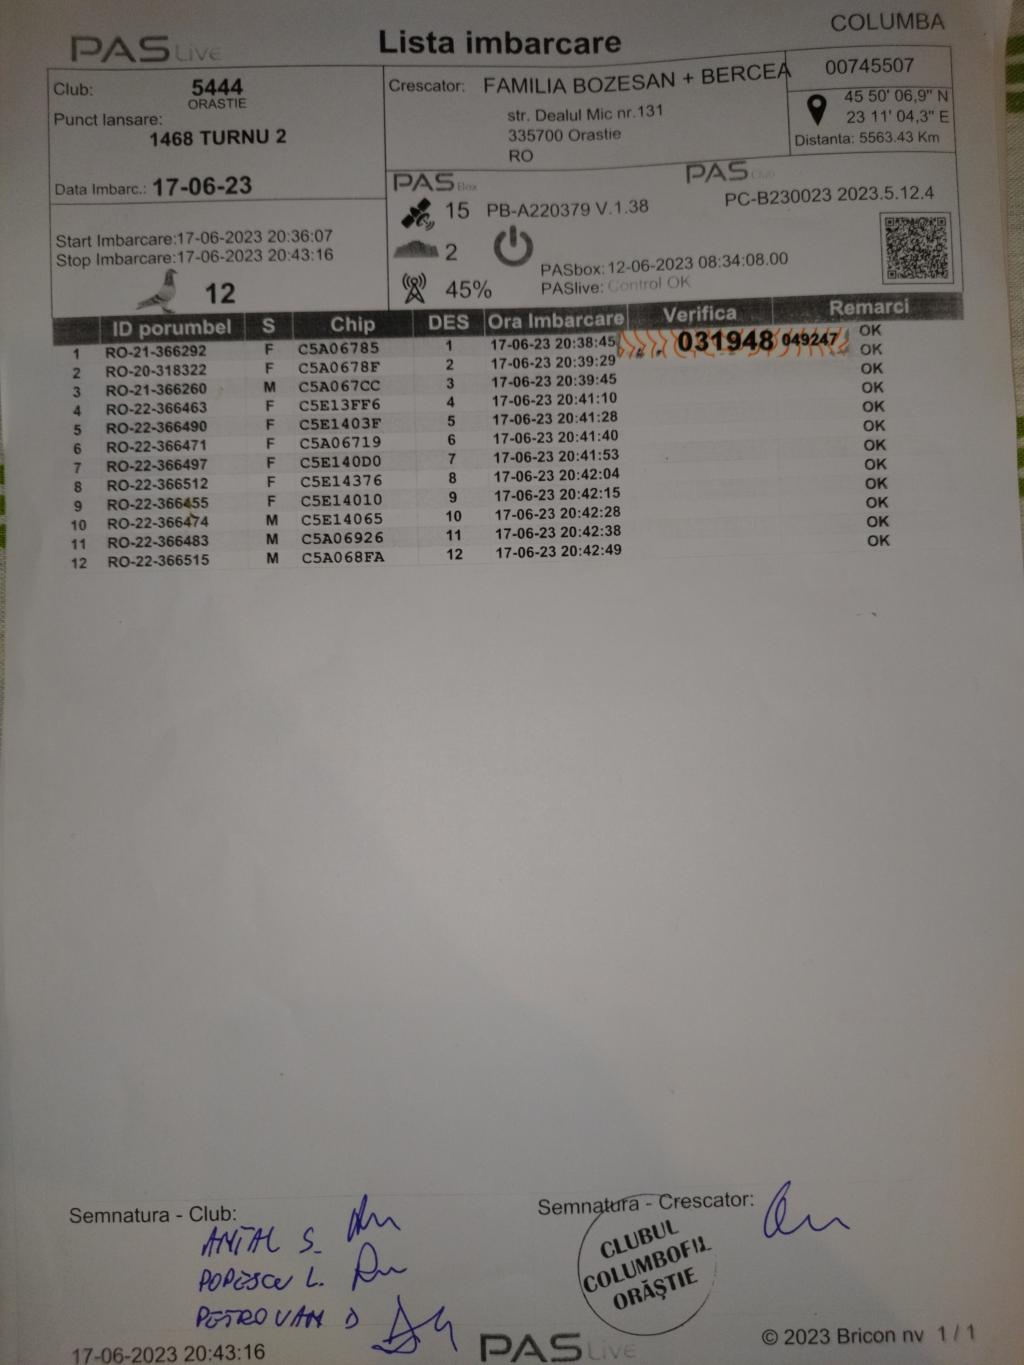 PAS Live
Lista imbarcare
COLUMBA
Club: 5444
ORASTIE
Punct lansare:
1468 TURNU 2
Data Imbarc.: 17-06-23
Start Imbarcare:17-06-2023 20:36:07
Stop Imbarcare:17-06-2023 20:43:16
12
Crescator: FAMILIA BOZESAN + BERCEA
str. Dealul Mic nr.131
335700 Orastie
RO
00745507
45 50' 06,9" N
23 11' 04,3" E
Distanta: 5563.43 Km
PAS Box
PAS Club
15 PB-A220379 V.1.38
PC-B230023 2023.5.12.4
2
45%
PASbox: 12-06-2023 08:34:08.00
PASlive: Control OK
ID porumbel S Chip DES Ora Imbarcare Verifica Remarci
1 RO-21-366292 F C5A06785 1 17-06-23 20:38:45 031948 049247 OK
2 RO-20-318322 F C5A0678F 2 17-06-23 20:39:29 OK
3 RO-21-366260 M C5A067CC 3 17-06-23 20:39:45 OK
4 RO-22-366463 F C5E13FF6 4 17-06-23 20:41:10 OK
5 RO-22-366490 F C5E1403F 5 17-06-23 20:41:28 OK
6 RO-22-366471 F C5A06719 6 17-06-23 20:41:40 OK
7 RO-22-366497 F C5E140D0 7 17-06-23 20:41:53 OK
8 RO-22-366512 F C5E14376 8 17-06-23 20:42:04 OK
9 RO-22-366455 F C5E14010 9 17-06-23 20:42:15 OK
10 RO-22-366474 M C5E14065 10 17-06-23 20:42:28 OK
11 RO-22-366483 M C5A06926 11 17-06-23 20:42:38 OK
12 RO-22-366515 M C5A068FA 12 17-06-23 20:42:49 OK
Semnatura - Club:
ANTAL S.
POPESCU L.
PETROVAN D
Semnatura - Crescator:
CLUBUL
COLUMBOFIL
ORĂŞTIE
17-06-2023 20:43:16
PAS Live
© 2023 Bricon nv 1 / 1